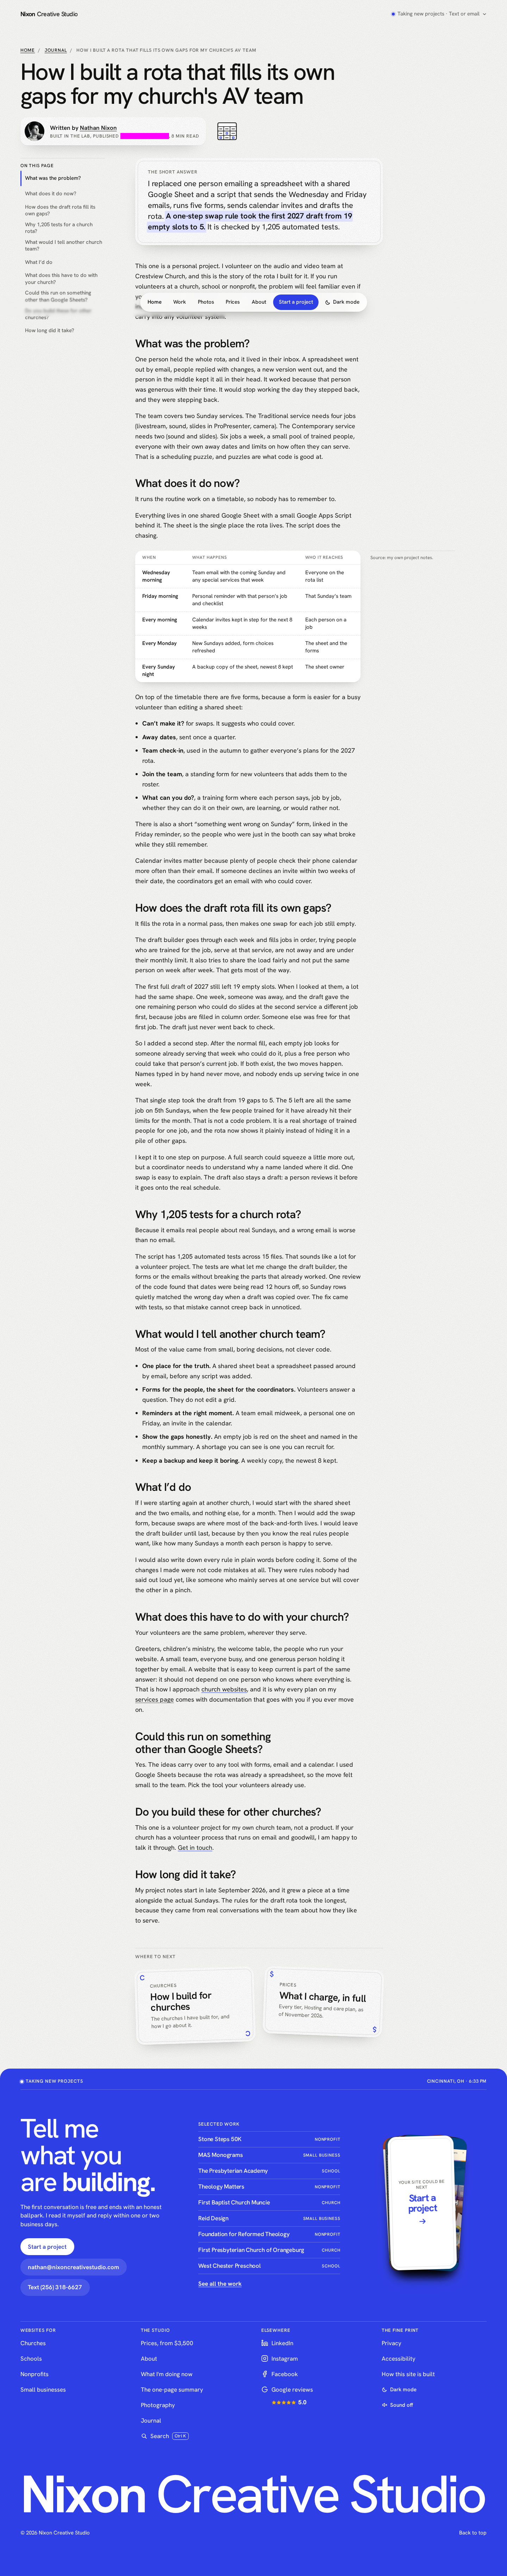 Nixon Creative Studio
Taking new projects · Text or email
HOME / JOURNAL / HOW I BUILT A ROTA THAT FILLS ITS OWN GAPS FOR MY CHURCH'S AV TEAM
How I built a rota that fills its own
gaps for my church's AV team
Written by Nathan Nixon
BUILT IN THE LAB, PUBLISHED
8 MIN READ
ON THIS PAGE
What was the problem?
What does it do now?
How does the draft rota fill its
own gaps?
Why 1,205 tests for a church
rota?
What would I tell another church
team?
What I'd do
What does this have to do with
your church?
Could this run on something
other than Google Sheets?
Do you build these for other
churches?
How long did it take?
THE SHORT ANSWER
I replaced one person emailing a spreadsheet with a shared
Google Sheet and a script that sends the Wednesday and Friday
emails, runs five forms, sends calendar invites and drafts the
rota. A one-step swap rule took the first 2027 draft from 19
empty slots to 5. It is checked by 1,205 automated tests.
This one is a personal project. I volunteer on the audio and video team at
Crestview Church, and this is the story of the rota I built for it. If you have
volunteers at a church, school or nonprofit, the problem will feel familiar even if
Home Work Photos Prices About Start a project Dark mode
carry into any volunteer system.
What was the problem?
One person held the whole rota, and it lived in their inbox. A spreadsheet went
out by email, people replied with changes, a new version went out, and the
person in the middle kept it all in their head. It worked because that person
was generous with their time. It would stop working the day they stepped back,
and they were stepping back.
The team covers two Sunday services. The Traditional service needs four jobs
(livestream, sound, slides in ProPresenter, camera). The Contemporary service
needs two (sound and slides). Six jobs a week, a small pool of trained people,
everyone with their own away dates and limits on how often they can serve.
That is a scheduling puzzle, and puzzles are what code is good at.
What does it do now?
It runs the routine work on a timetable, so nobody has to remember to.
Everything lives in one shared Google Sheet with a small Google Apps Script
behind it. The sheet is the single place the rota lives. The script does the
chasing.
WHEN WHAT HAPPENS WHO IT REACHES
Wednesday morning Team email with the coming Sunday and any special services that week Everyone on the rota list
Friday morning Personal reminder with that person's job and checklist That Sunday's team
Every morning Calendar invites kept in step for the next 8 weeks Each person on a job
Every Monday New Sundays added, form choices refreshed The sheet and the forms
Every Sunday night A backup copy of the sheet, newest 8 kept The sheet owner
Source: my own project notes.
On top of the timetable there are five forms, because a form is easier for a busy
volunteer than editing a shared sheet:
• Can't make it? for swaps. It suggests who could cover.
• Away dates, sent once a quarter.
• Team check-in, used in the autumn to gather everyone's plans for the 2027
rota.
• Join the team, a standing form for new volunteers that adds them to the
roster.
• What can you do?, a training form where each person says, job by job,
whether they can do it on their own, are learning, or would rather not.
There is also a short “something went wrong on Sunday” form, linked in the
Friday reminder, so the people who were just in the booth can say what broke
while they still remember.
Calendar invites matter because plenty of people check their phone calendar
more often than their email. If someone declines an invite within two weeks of
their date, the coordinators get an email with who could cover.
How does the draft rota fill its own gaps?
It fills the rota in a normal pass, then makes one swap for each job still empty.
The draft builder goes through each week and fills jobs in order, trying people
who are trained for the job, serve at that service, are not away and are under
their monthly limit. It also tries to share the load fairly and not put the same
person on week after week. That gets most of the way.
The first full draft of 2027 still left 19 empty slots. When I looked at them, a lot
had the same shape. One week, someone was away, and the draft gave the
one remaining person who could do slides at the second service a different job
first, because jobs are filled in column order. Someone else was free for that
first job. The draft just never went back to check.
So I added a second step. After the normal fill, each empty job looks for
someone already serving that week who could do it, plus a free person who
could take that person's current job. If both exist, the two moves happen.
Names typed in by hand never move, and nobody ends up serving twice in one
week.
That single step took the draft from 19 gaps to 5. The 5 left are all the same
job on 5th Sundays, when the few people trained for it have already hit their
limits for the month. That is not a code problem. It is a real shortage of trained
people for one job, and the rota now shows it plainly instead of hiding it in a
pile of other gaps.
I kept it to one step on purpose. A full search could squeeze a little more out,
but a coordinator needs to understand why a name landed where it did. One
swap is easy to explain. The draft also stays a draft: a person reviews it before
it goes onto the real schedule.
Why 1,205 tests for a church rota?
Because it emails real people about real Sundays, and a wrong email is worse
than no email.
The script has 1,205 automated tests across 15 files. That sounds like a lot for
a volunteer project. The tests are what let me change the draft builder, the
forms or the emails without breaking the parts that already worked. One review
of the code found that dates were being read 12 hours off, so Sunday rows
quietly matched the wrong day when a draft was copied over. The fix came
with tests, so that mistake cannot creep back in unnoticed.
What would I tell another church team?
Most of the value came from small, boring decisions, not clever code.
• One place for the truth. A shared sheet beat a spreadsheet passed around
by email, before any script was added.
• Forms for the people, the sheet for the coordinators. Volunteers answer a
question. They do not edit a grid.
• Reminders at the right moment. A team email midweek, a personal one on
Friday, an invite in the calendar.
• Show the gaps honestly. An empty job is red on the sheet and named in the
monthly summary. A shortage you can see is one you can recruit for.
• Keep a backup and keep it boring. A weekly copy, the newest 8 kept.
What I'd do
If I were starting again at another church, I would start with the shared sheet
and the two emails, and nothing else, for a month. Then I would add the swap
form, because swaps are where most of the back-and-forth lives. I would leave
the draft builder until last, because by then you know the real rules people
want, like how many Sundays a month each person is happy to serve.
I would also write down every rule in plain words before coding it. Some of the
changes I made were not code mistakes at all. They were rules nobody had
said out loud yet, like someone who mainly serves at one service but will cover
the other in a pinch.
What does this have to do with your church?
Your volunteers are the same problem, wherever they serve.
Greeters, children's ministry, the welcome table, the people who run your
website. A small team, everyone busy, and one generous person holding it
together by email. A website that is easy to keep current is part of the same
answer: it should not depend on one person who knows where everything is.
That is how I approach church websites, and it is why every plan on my
services page comes with documentation that goes with you if you ever move
on.
Could this run on something
other than Google Sheets?
Yes. The ideas carry over to any tool with forms, email and a calendar. I used
Google Sheets because the rota was already a spreadsheet, so the move felt
small to the team. Pick the tool your volunteers already use.
Do you build these for other churches?
This one is a volunteer project for my own church team, not a product. If your
church has a volunteer process that runs on email and goodwill, I am happy to
talk it through. Get in touch.
How long did it take?
My project notes start in late September 2026, and it grew a piece at a time
alongside the actual Sundays. The rules for the draft rota took the longest,
because they came from real conversations with the team about how they like
to serve.
WHERE TO NEXT
C
CHURCHES
How I build for
churches
The churches I have built for, and
how I go about it.
C
$
PRICES
What I charge, in full
Every tier, Hosting and care plan, as
of November 2026.
$
TAKING NEW PROJECTS
CINCINNATI, OH · 6:33 PM
Tell me
what you
are building.
The first conversation is free and ends with an honest
ballpark. I read it myself and reply within one or two
business days.
Start a project
nathan@nixoncreativestudio.com
Text (256) 318-6627
SELECTED WORK
Stone Steps 50K NONPROFIT
MAS Monograms SMALL BUSINESS
The Presbyterian Academy SCHOOL
Theology Matters NONPROFIT
First Baptist Church Muncie CHURCH
Reid Design SMALL BUSINESS
Foundation for Reformed Theology NONPROFIT
First Presbyterian Church of Orangeburg CHURCH
West Chester Preschool SCHOOL
See all the work
YOUR SITE COULD BE
NEXT
Start a
project
WEBSITES FOR
Churches
Schools
Nonprofits
Small businesses
THE STUDIO
Prices, from $3,500
About
What I'm doing now
The one-page summary
Photography
Journal
Search Ctrl K
ELSEWHERE
LinkedIn
Instagram
Facebook
Google reviews
★★★★★ 5.0
THE FINE PRINT
Privacy
Accessibility
How this site is built
Dark mode
Sound off
Nixon Creative Studio
© 2026 Nixon Creative Studio
Back to top